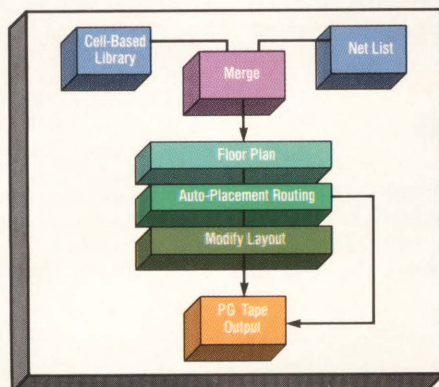 Cell-Based
Library
Net List
Merge
Floor Plan
Auto-Placement Routing
Modify Layout
PG Tape
Output